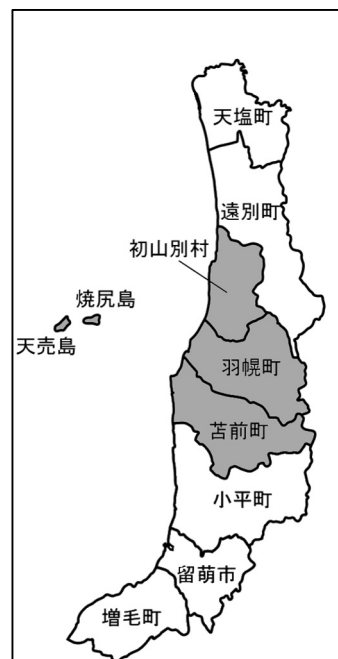 天塩町
遠別町
初山別村
焼尻島
天売島
羽幌町
苫前町
小平町
留萌市
増毛町